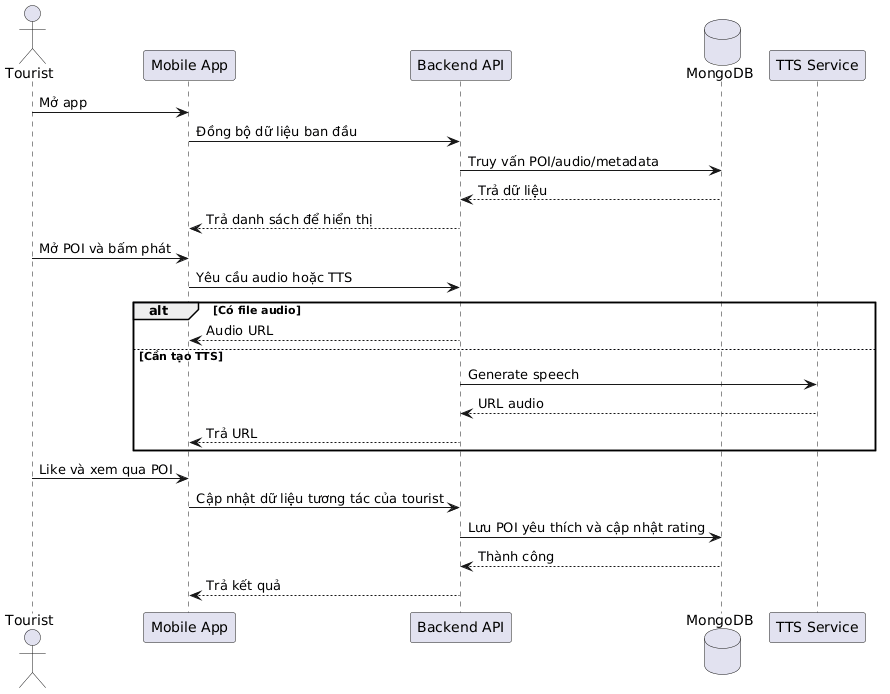 Tourist
Mobile App
Backend API
MongoDB
TTS Service
Mở app
Đồng bộ dữ liệu ban đầu
Truy vấn POI/audio/metadata
Trả dữ liệu
Trả danh sách để hiển thị
Mở POI và bấm phát
Yêu cầu audio hoặc TTS
alt [Có file audio]
Audio URL
[Cần tạo TTS]
Generate speech
URL audio
Trả URL
Like và xem qua POI
Cập nhật dữ liệu tương tác của tourist
Lưu POI yêu thích và cập nhật rating
Thành công
Trả kết quả
Tourist
Mobile App
Backend API
MongoDB
TTS Service